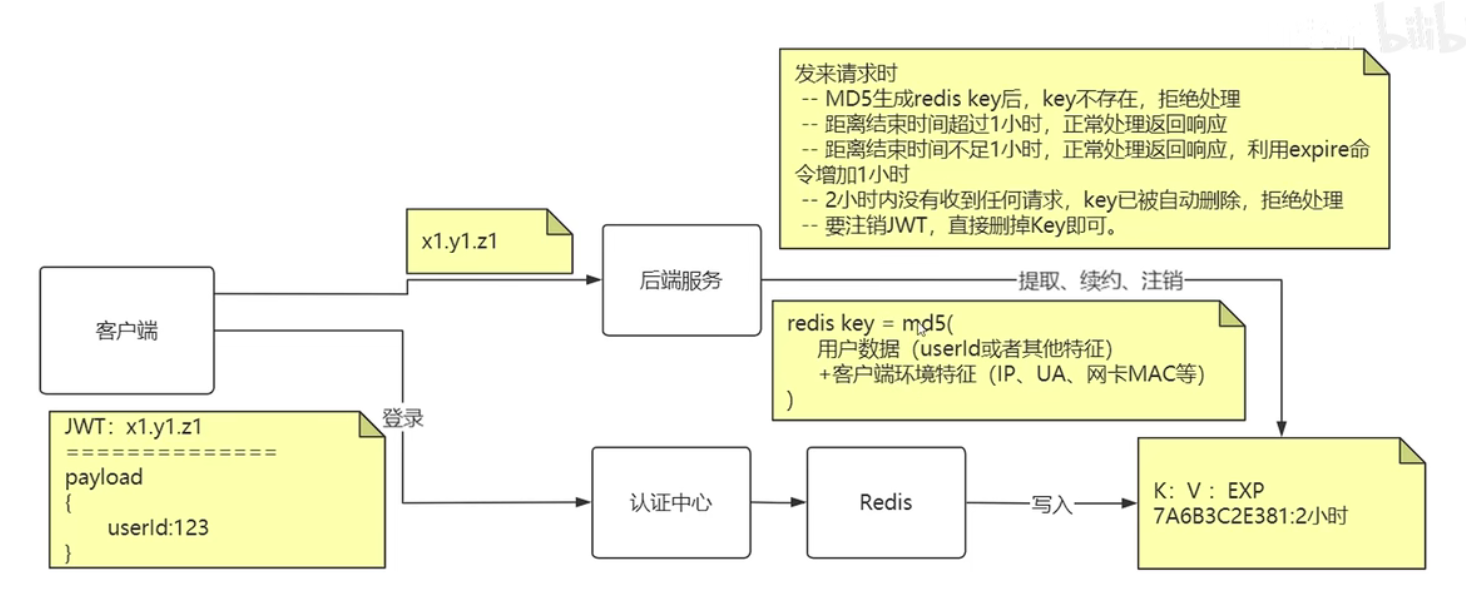 bilib
发来请求时
-- MD5生成redis key后，key不存在，拒绝处理
-- 距离结束时间超过1小时，正常处理返回响应
-- 距离结束时间不足1小时，正常处理返回响应，利用expire命
令增加1小时
-- 2小时内没有收到任何请求，key已被自动删除，拒绝处理
-- 要注销JWT，直接删掉Key即可。
x1.y1.z1
后端服务
提取、续约、注销
客户端
redis key = md5(
用户数据（userId或者其他特征）
+客户端环境特征（IP、UA、网卡MAC等）
)
登录
JWT：x1.y1.z1
==============
payload
{
userId:123
}
认证中心
Redis
写入
K：V ：EXP
7A6B3C2E381:2小时